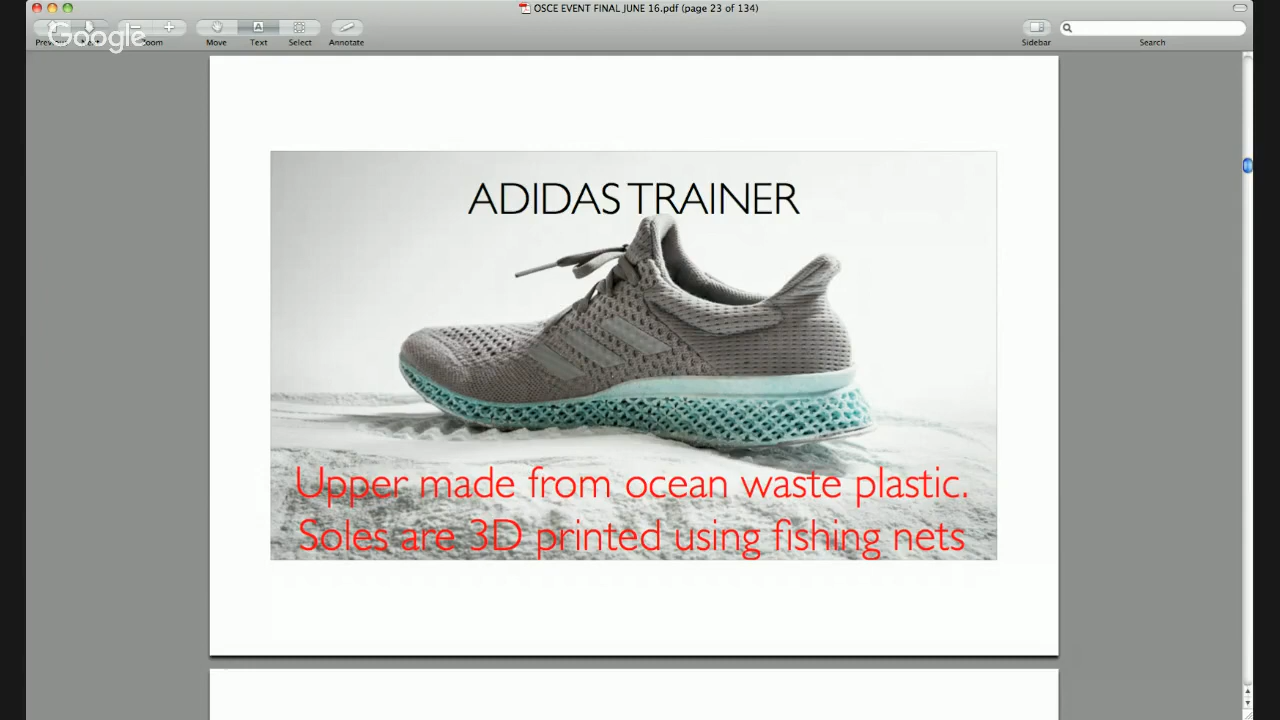 OSCE EVENT FINAL JUNE 16.pdf (page 23 of 134)
Google
Zoom
Move
Text
Select
Annotate
Sidebar
Search
ADIDAS TRAINER
Upper made from ocean waste plastic.
Soles are 3D printed using fishing nets